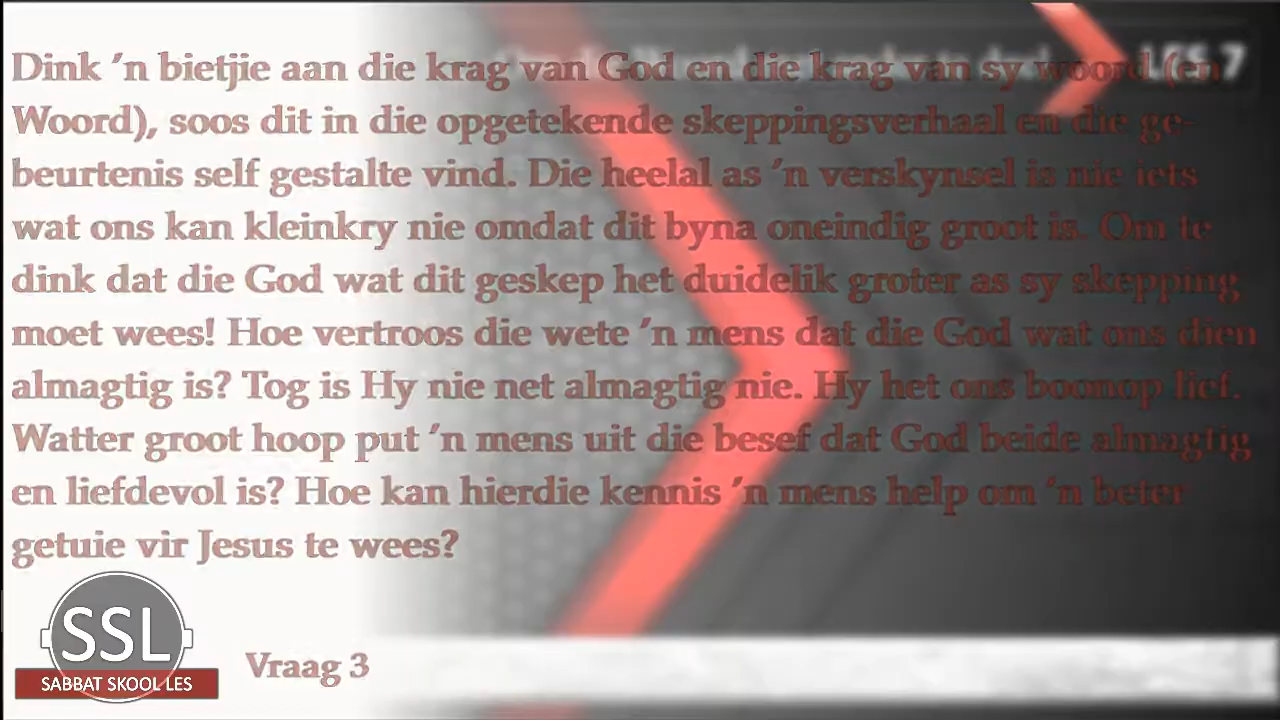 Dink ’n bietjie aan die krag van God en die krag van sy woord (en
Woord), soos dit in die opgetekende skeppingsverhaal en die ge-
beurtenis self gestalte vind. Die heelal as ’n verskynsel is nie iets
wat ons kan kleinkry nie omdat dit byna oneindig groot is. Om te
dink dat die God wat dit geskep het duidelik groter as sy skepping
moet wees! Hoe vertroos die wete ’n mens dat die God wat ons dien
almagtig is? Tog is Hy nie net almagtig nie. Hy het ons boonop lief.
Watter groot hoop put ’n mens uit die besef dat God beide almagtig
en liefdevol is? Hoe kan hierdie kennis ’n mens help om ’n beter
getuie vir Jesus te wees?
SSL
SABBAT SKOOL LES
Vraag 3
LES 7